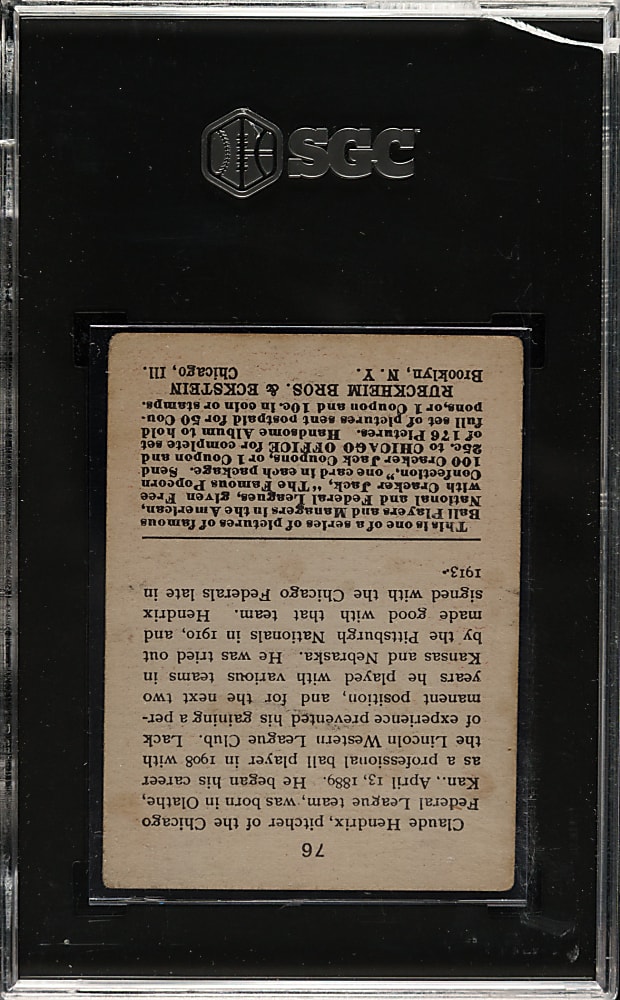 SGC
76
Claude Hendrix, pitcher of the Chicago
Federal League team, was born in Olathe,
Kan., April 13, 1889. He began his career
as a professional ball player in 1908 with
the Lincoln Western League Club. Lack
of experience prevented his gaining a per-
manent position, and for the next two
years he played with various teams in
Kansas and Nebraska. He was tried out
by the Pittsburgh Nationals in 1910, and
made good with that team. Hendrix
signed with the Chicago Federals late in
1913.
This is one of a series of pictures of famous
Ball Players and Managers in the American,
National and Federal Leagues, given Free
with Cracker Jack, "The Famous Popcorn
Confection," one card in each package. Send
100 Cracker Jack Coupons, or 1 Coupon and
25c. to CHICAGO OFFICE for complete set
of 176 Pictures. Handsome Album to hold
full set of pictures sent postpaid for 50 Cou-
pons, or 1 Coupon and 10c. in coin or stamps.
RUECKHEIM BROS. & ECKSTEIN
Brooklyn, N. Y. Chicago, Ill.